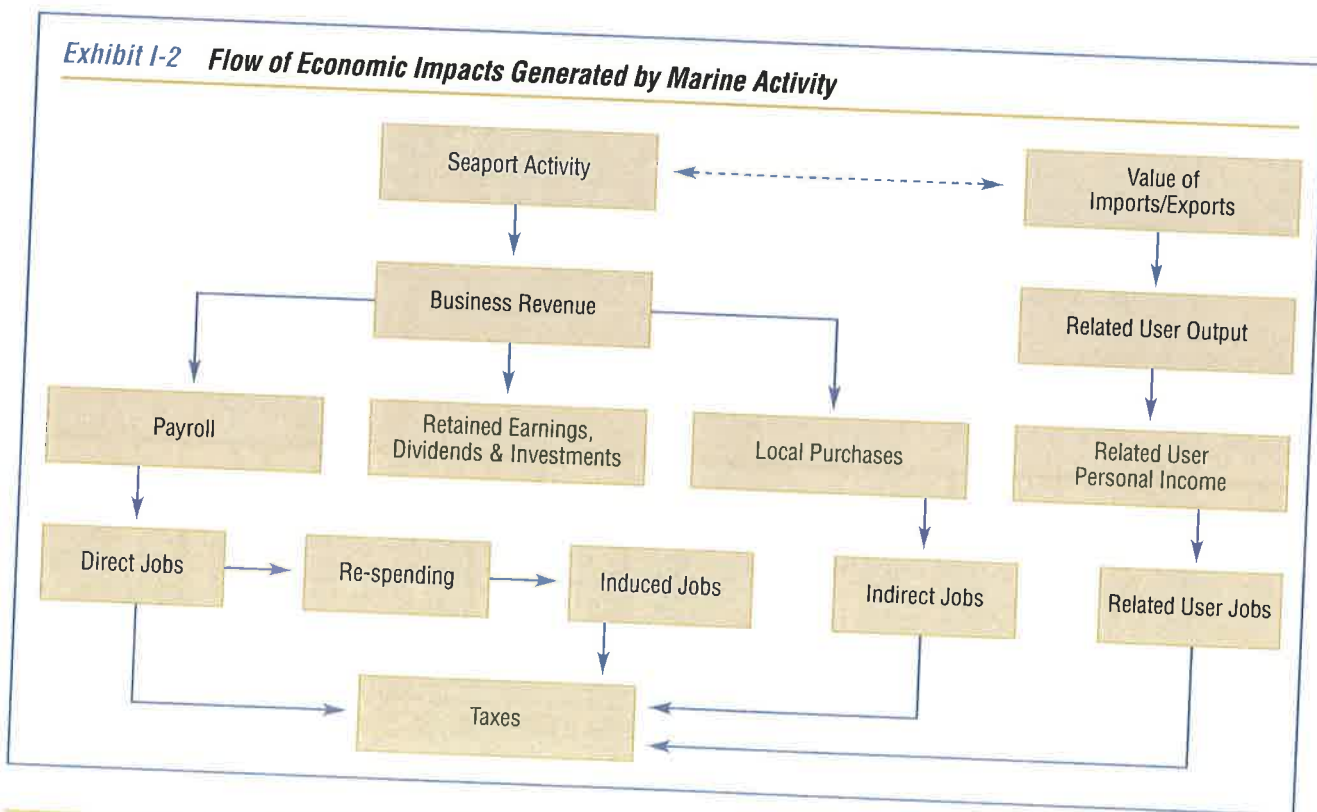 Exhibit I-2 Flow of Economic Impacts Generated by Marine Activity
Seaport Activity
Value of
Imports/Exports
Business Revenue
Related User Output
Payroll
Retained Earnings,
Dividends & Investments
Local Purchases
Related User
Personal Income
Direct Jobs
Re-spending
Induced Jobs
Indirect Jobs
Related User Jobs
Taxes